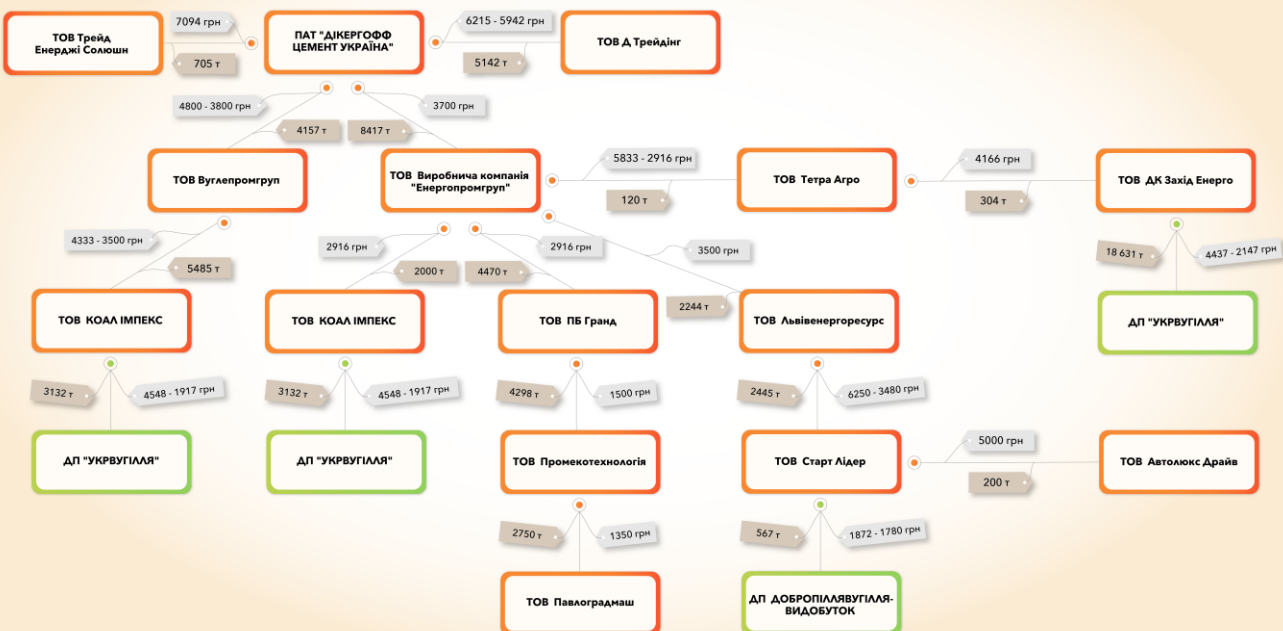 ТОВ Трейд
Енерджі Солюшн
7094 грн
705 т
ПАТ "ДІКЕРГОФФ
ЦЕМЕНТ УКРАЇНА"
6215 - 5942 грн
5142 т
ТОВ Д Трейдінг
4800 - 3800 грн
4157 т
3700 грн
8417 т
ТОВ Вуглепромгруп
ТОВ Виробнича компанія
"Енергопромгруп"
5833 - 2916 грн
120 т
ТОВ Тетра Агро
4166 грн
304 т
ТОВ ДК Захід Енерго
4333 - 3500 грн
5485 т
2916 грн
2000 т
2916 грн
4470 т
3500 грн
2244 т
18 631 т
4437 - 2147 грн
ТОВ КОАЛ ІМПЕКС
ТОВ КОАЛ ІМПЕКС
ТОВ ПБ Гранд
ТОВ Львівенергоресурс
ДП "УКРВУГІЛЛЯ"
3132 т
4548 - 1917 грн
3132 т
4548 - 1917 грн
4298 т
1500 грн
2445 т
6250 - 3480 грн
ДП "УКРВУГІЛЛЯ"
ДП "УКРВУГІЛЛЯ"
ТОВ Промекотехнологія
ТОВ Старт Лідер
5000 грн
200 т
ТОВ Автолюкс Драйв
2750 т
1350 грн
567 т
1872 - 1780 грн
ТОВ Павлоградмаш
ДП ДОБРОПІЛЛЯВУГІЛЛЯ-
ВИДОБУТОК